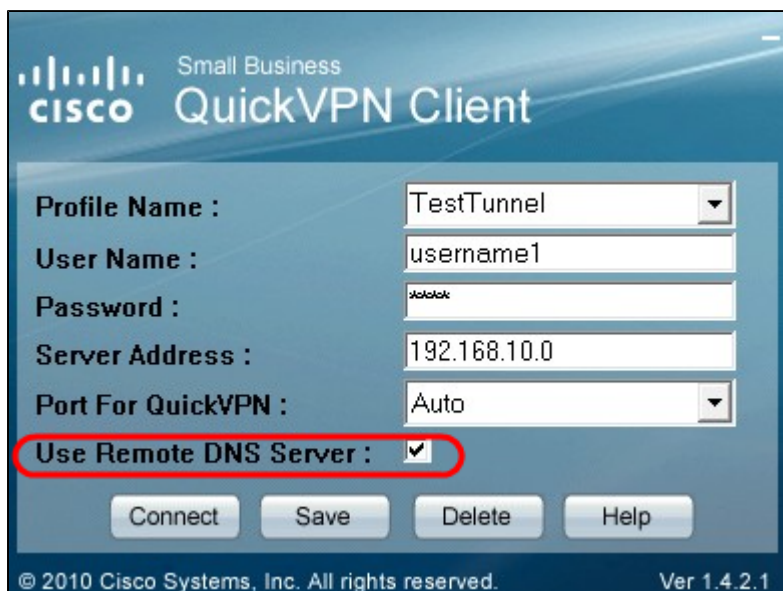 Small Business
CISCO QuickVPN Client
Profile Name : TestTunnel
User Name : username1
Password : ****
Server Address : 192.168.10.0
Port For QuickVPN : Auto
Use Remote DNS Server :
Connect Save Delete Help
© 2010 Cisco Systems, Inc. All rights reserved. Ver 1.4.2.1